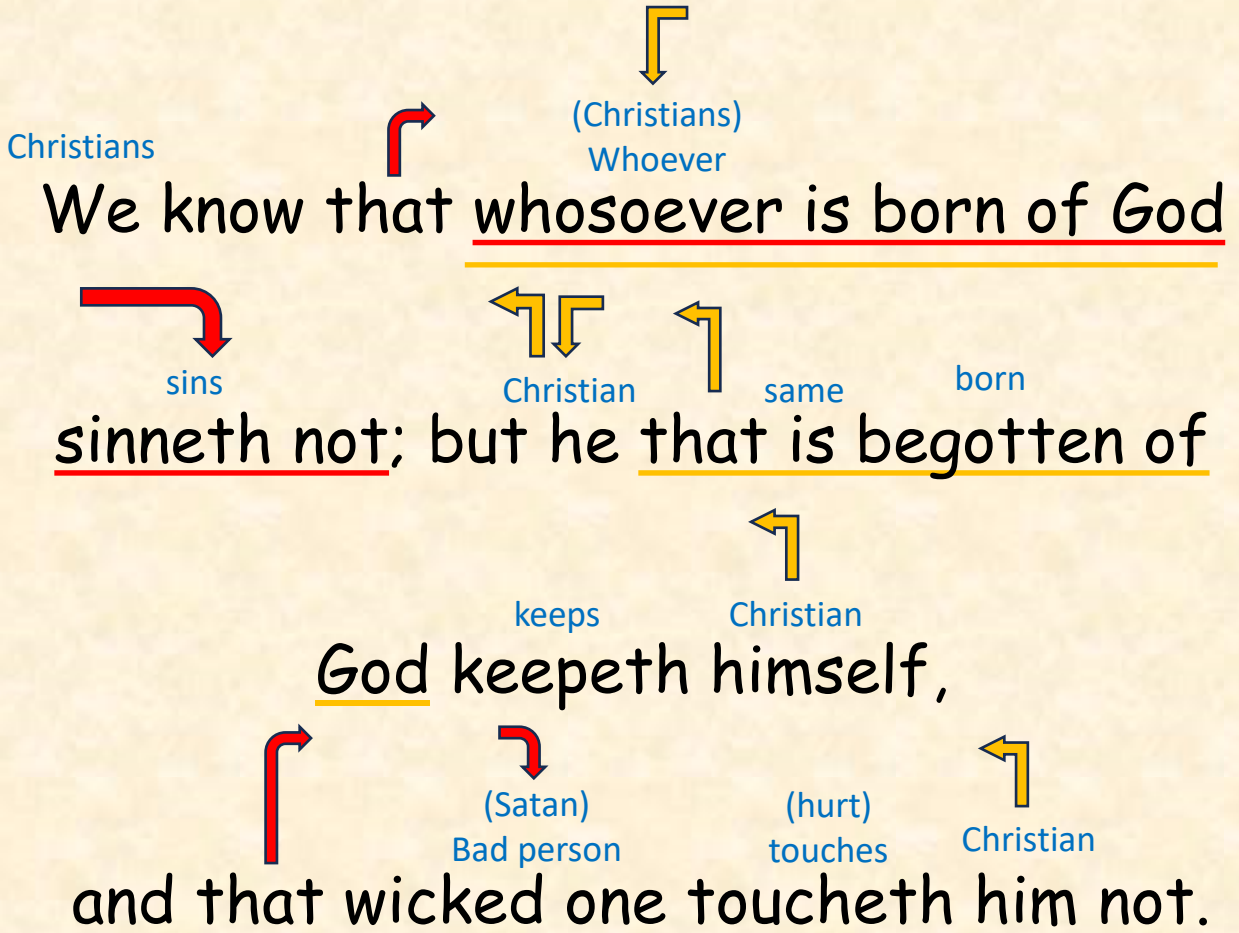 (Christians)
Christians
Whoever
We know that whosoever is born of God
sins Christian same born
sinneth not; but he that is begotten of
keeps Christian
God keepeth himself,
(Satan) (hurt)
Bad person touches Christian
and that wicked one toucheth him not.